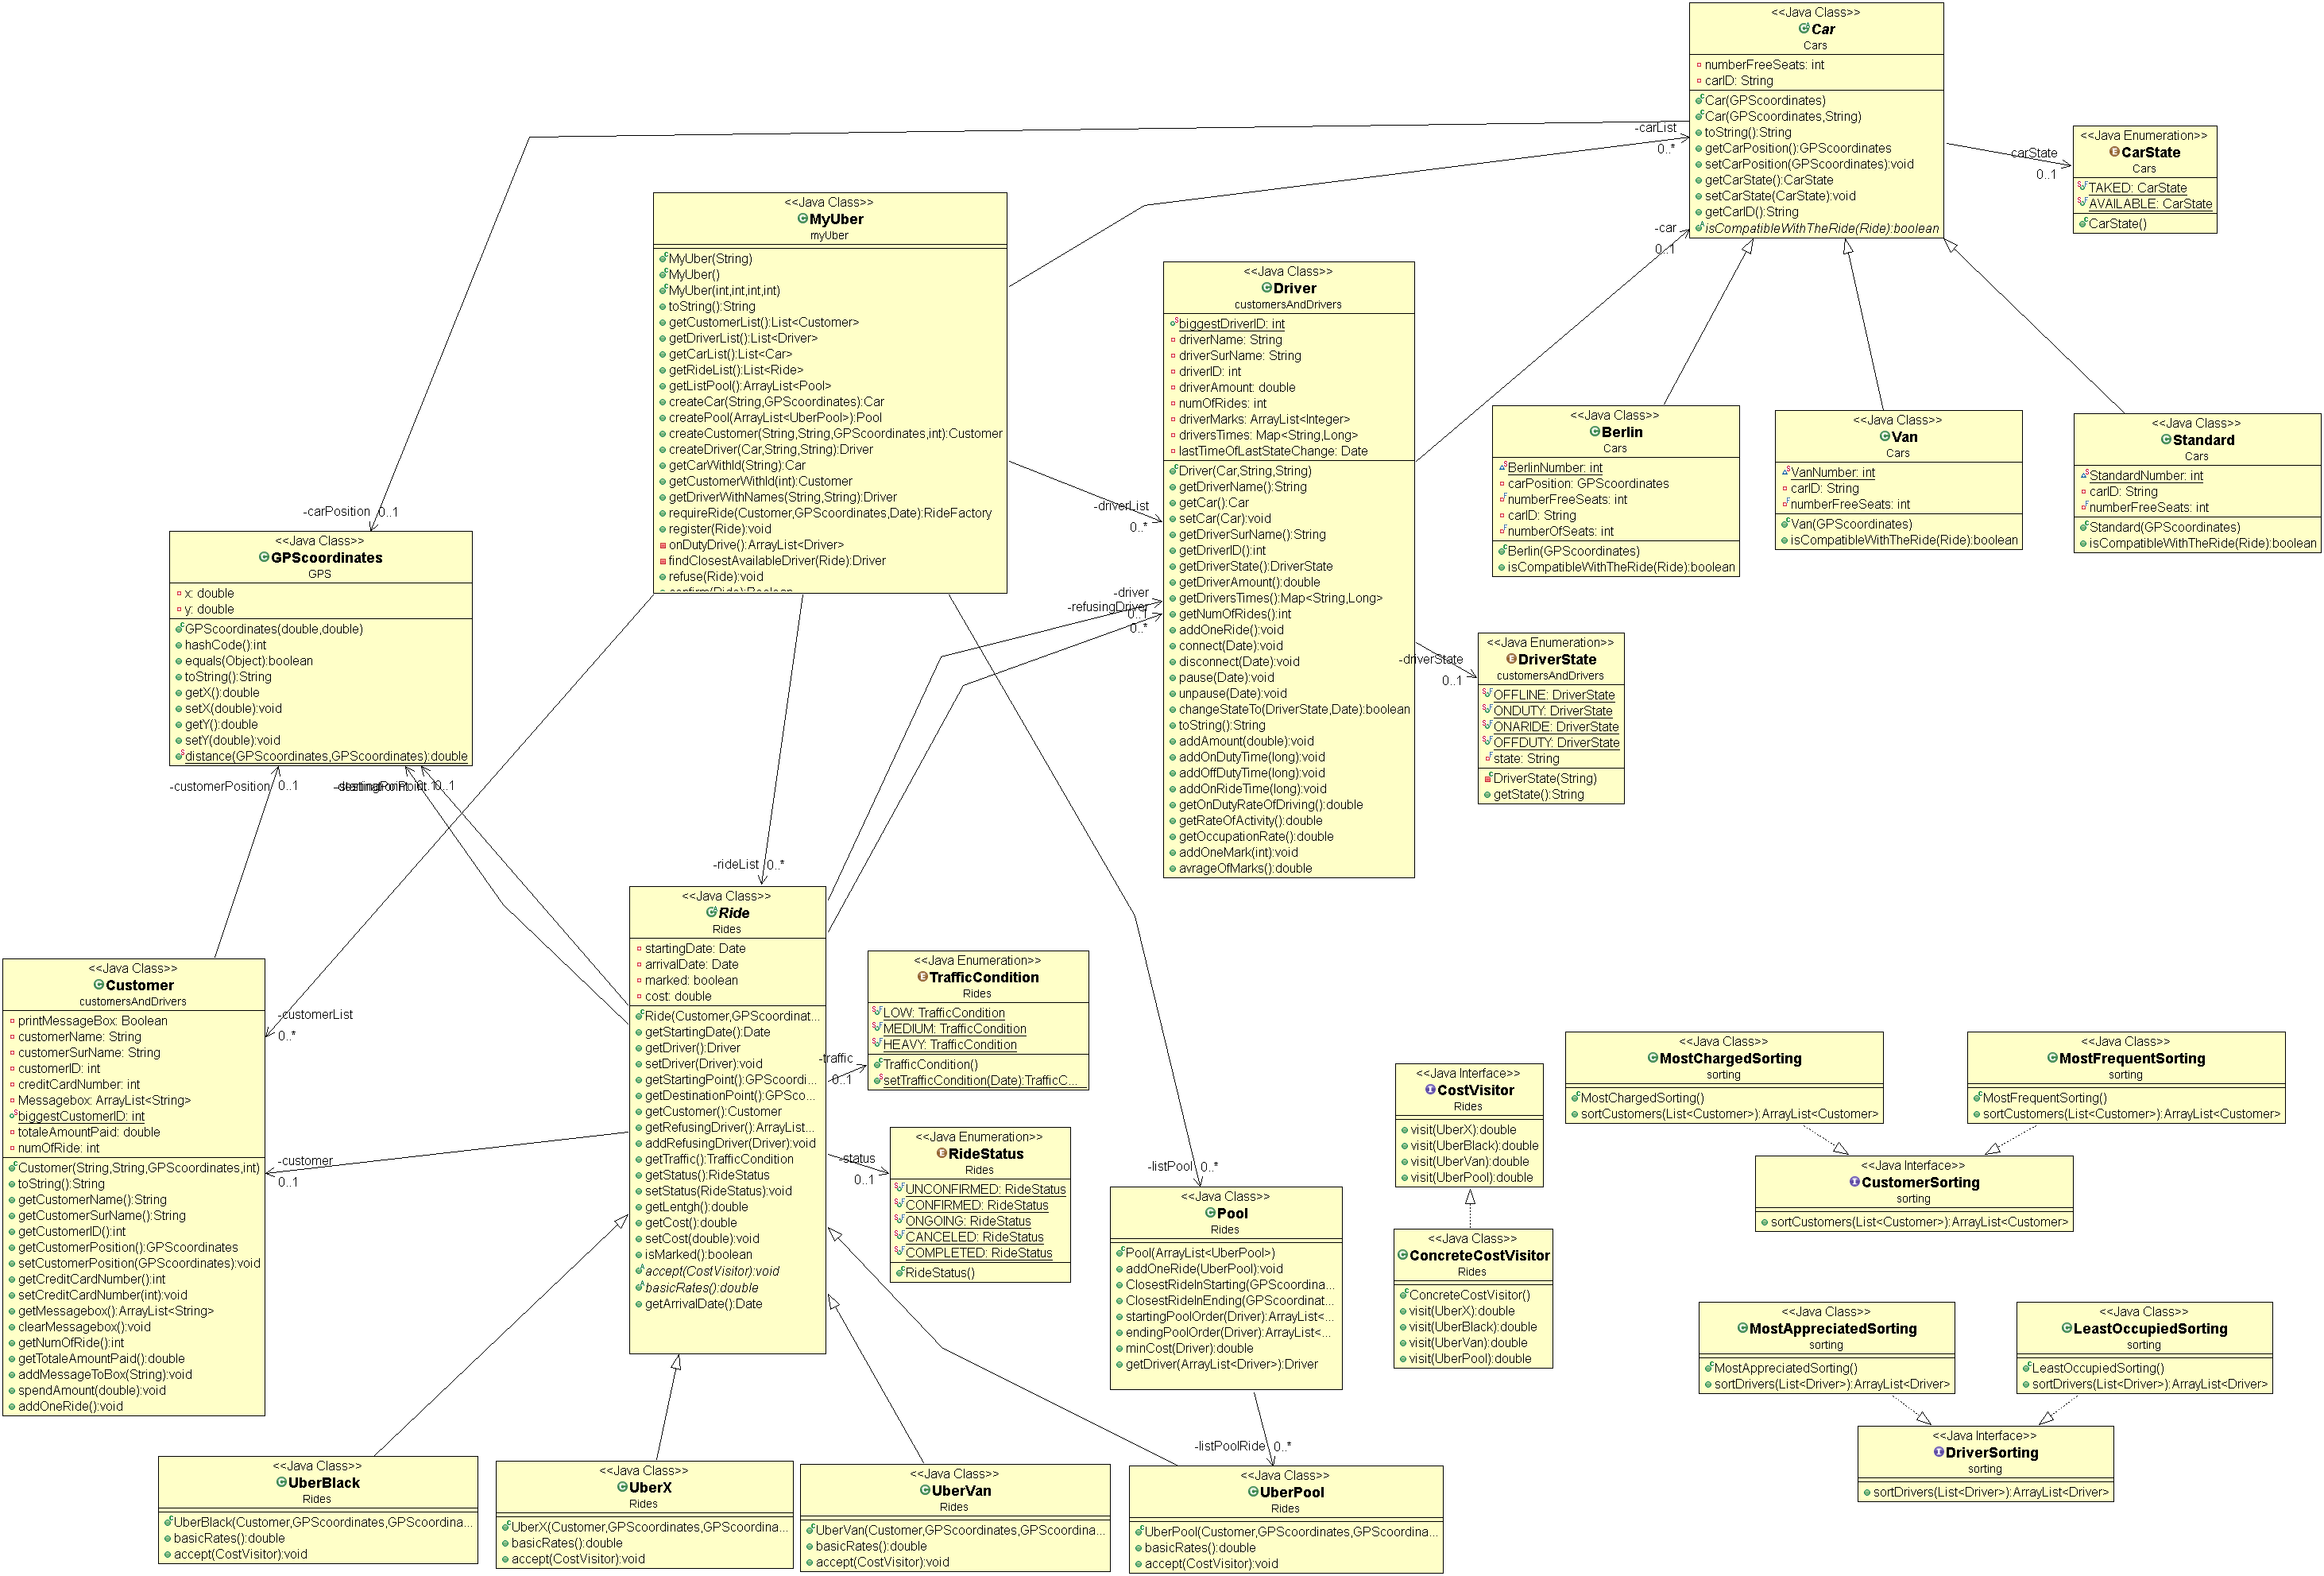 <<Java Class>>
Car
Cars
numberFreeSeats: int
carID: String
Car(GPScoordinates)
Car(GPScoordinates,String)
toString():String
getCarPosition():GPScoordinates
setCarPosition(GPScoordinates):void
getCarState():CarState
setCarState(CarState):void
getCarID():String
isCompatibleWithTheRide(Ride):boolean
-carList
0..*
-car
0..1
carState
0..1
<<Java Enumeration>>
CarState
Cars
TAKED: CarState
AVAILABLE: CarState
CarState()
<<Java Class>>
MyUber
myUber
MyUber(String)
MyUber()
MyUber(int,int,int,int)
toString():String
getCustomerList():List<Customer>
getDriverList():List<Driver>
getCarList():List<Car>
getRideList():List<Ride>
getListPool():ArrayList<Pool>
createCar(String,GPScoordinates):Car
createPool(ArrayList<UberPool>):Pool
createCustomer(String,String,GPScoordinates,int):Customer
createDriver(Car,String,String):Driver
getCarWithId(String):Car
getCustomerWithId(int):Customer
getDriverWithNames(String,String):Driver
requireRide(Customer,GPScoordinates,Date):RideFactory
register(Ride):void
onDutyDrive():ArrayList<Driver>
findClosestAvailableDriver(Ride):Driver
refuse(Ride):void
confirm(Ride):Boolean
-driverList
0..*
-driver
0..1
-refusingDriver
0..*
<<Java Class>>
Driver
customersAndDrivers
biggestDriverID: int
driverName: String
driverSurName: String
driverID: int
driverAmount: double
numOfRides: int
driverMarks: ArrayList<Integer>
driversTimes: Map<String,Long>
lastTimeOfLastStateChange: Date
Driver(Car,String,String)
getDriverName():String
getCar():Car
setCar(Car):void
getDriverSurName():String
getDriverID():int
getDriverState():DriverState
getDriverAmount():double
getDriversTimes():Map<String,Long>
getNumOfRides():int
addOneRide():void
connect(Date):void
disconnect(Date):void
pause(Date):void
unpause(Date):void
changeStateTo(DriverState,Date):boolean
toString():String
addAmount(double):void
addOnDutyTime(long):void
addOffDutyTime(long):void
addOnRideTime(long):void
getOnDutyRateOfDriving():double
getRateOfActivity():double
getOccupationRate():double
addOneMark(int):void
avrageOfMarks():double
<<Java Class>>
Berlin
Cars
BerlinNumber: int
carPosition: GPScoordinates
numberFreeSeats: int
carID: String
numberOfSeats: int
Berlin(GPScoordinates)
isCompatibleWithTheRide(Ride):boolean
<<Java Class>>
Van
Cars
VanNumber: int
carID: String
numberFreeSeats: int
Van(GPScoordinates)
isCompatibleWithTheRide(Ride):boolean
<<Java Class>>
Standard
Cars
StandardNumber: int
carID: String
numberFreeSeats: int
Standard(GPScoordinates)
isCompatibleWithTheRide(Ride):boolean
-driverState
0..1
<<Java Enumeration>>
DriverState
customersAndDrivers
OFFLINE: DriverState
ONDUTY: DriverState
ONARIDE: DriverState
OFFDUTY: DriverState
state: String
DriverState(String)
getState():String
-carPosition
0..1
<<Java Class>>
GPScoordinates
GPS
x: double
y: double
GPScoordinates(double,double)
hashCode():int
equals(Object):boolean
toString():String
getX():double
setX(double):void
getY():double
setY(double):void
distance(GPScoordinates,GPScoordinates):double
-customerPosition
0..1
0..1
-rideList
0..*
<<Java Class>>
Ride
Rides
startingDate: Date
arrivalDate: Date
marked: boolean
cost: double
Ride(Customer,GPScoordinat...
getStartingDate():Date
getDriver():Driver
setDriver(Driver):void
getStartingPoint():GPScoordi...
getDestinationPoint():GPSco...
getCustomer():Customer
getRefusingDriver():ArrayList...
addRefusingDriver(Driver):void
getTraffic():TrafficCondition
getStatus():RideStatus
setStatus(RideStatus):void
getLentgh():double
getCost():double
setCost(double):void
isMarked():boolean
accept(CostVisitor):void
basicRates():double
getArrivalDate():Date
<<Java Class>>
Customer
customersAndDrivers
printMessageBox: Boolean
customerName: String
customerSurName: String
customerID: int
creditCardNumber: int
Messagebox: ArrayList<String>
biggestCustomerID: int
totaleAmountPaid: double
numOfRide: int
Customer(String,String,GPScoordinates,int)
toString():String
getCustomerName():String
getCustomerSurName():String
getCustomerID():int
getCustomerPosition():GPScoordinates
setCustomerPosition(GPScoordinates):void
getCreditCardNumber():int
setCreditCardNumber(int):void
getMessagebox():ArrayList<String>
clearMessagebox():void
getNumOfRide():int
getTotaleAmountPaid():double
addMessageToBox(String):void
spendAmount(double):void
addOneRide():void
-customerList
0..*
-customer
0..1
-traffic
0..1
<<Java Enumeration>>
TrafficCondition
Rides
LOW: TrafficCondition
MEDIUM: TrafficCondition
HEAVY: TrafficCondition
TrafficCondition()
setTrafficCondition(Date):TrafficC...
-status
0..1
<<Java Enumeration>>
RideStatus
Rides
UNCONFIRMED: RideStatus
CONFIRMED: RideStatus
ONGOING: RideStatus
CANCELED: RideStatus
COMPLETED: RideStatus
RideStatus()
-listPool
0..*
<<Java Class>>
Pool
Rides
Pool(ArrayList<UberPool>)
addOneRide(UberPool):void
ClosestRideInStarting(GPScoordina...
ClosestRideInEnding(GPScoordinat...
startingPoolOrder(Driver):ArrayList<...
endingPoolOrder(Driver):ArrayList<...
minCost(Driver):double
getDriver(ArrayList<Driver>):Driver
<<Java Interface>>
CostVisitor
Rides
visit(UberX):double
visit(UberBlack):double
visit(UberVan):double
visit(UberPool):double
<<Java Class>>
ConcreteCostVisitor
Rides
ConcreteCostVisitor()
visit(UberX):double
visit(UberBlack):double
visit(UberVan):double
visit(UberPool):double
<<Java Class>>
MostChargedSorting
sorting
MostChargedSorting()
sortCustomers(List<Customer>):ArrayList<Customer>
<<Java Class>>
MostFrequentSorting
sorting
MostFrequentSorting()
sortCustomers(List<Customer>):ArrayList<Customer>
<<Java Interface>>
CustomerSorting
sorting
sortCustomers(List<Customer>):ArrayList<Customer>
<<Java Class>>
MostAppreciatedSorting
sorting
MostAppreciatedSorting()
sortDrivers(List<Driver>):ArrayList<Driver>
<<Java Class>>
LeastOccupiedSorting
sorting
LeastOccupiedSorting()
sortDrivers(List<Driver>):ArrayList<Driver>
<<Java Interface>>
DriverSorting
sorting
sortDrivers(List<Driver>):ArrayList<Driver>
-listPoolRide
0..*
<<Java Class>>
UberBlack
Rides
UberBlack(Customer,GPScoordinates,GPScoordina...
basicRates():double
accept(CostVisitor):void
<<Java Class>>
UberX
Rides
UberX(Customer,GPScoordinates,GPScoordina...
basicRates():double
accept(CostVisitor):void
<<Java Class>>
UberVan
Rides
UberVan(Customer,GPScoordinates,GPScoordina...
basicRates():double
accept(CostVisitor):void
<<Java Class>>
UberPool
Rides
UberPool(Customer,GPScoordinates,GPScoordina...
basicRates():double
accept(CostVisitor):void